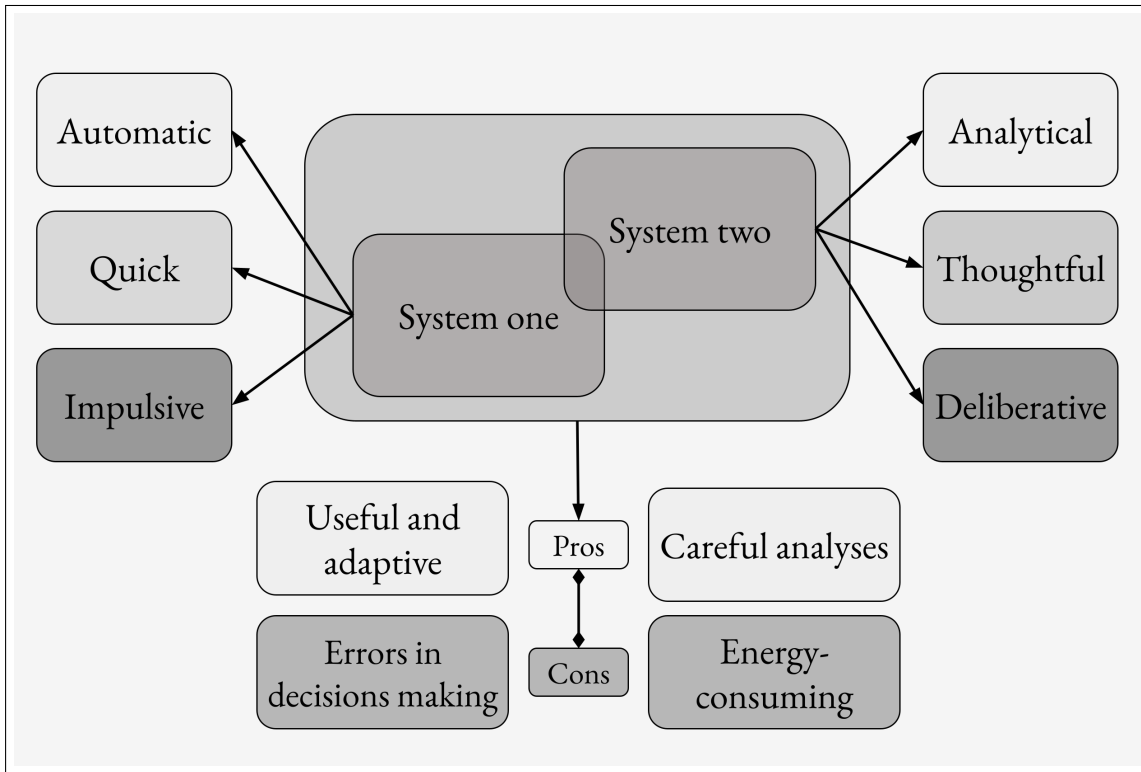 Automatic
Analytical
System two
Quick
Thoughtful
System one
Impulsive
Deliberative
Useful and
adaptive
Pros
Careful analyses
Errors in
decisions making
Cons
Energy-
consuming